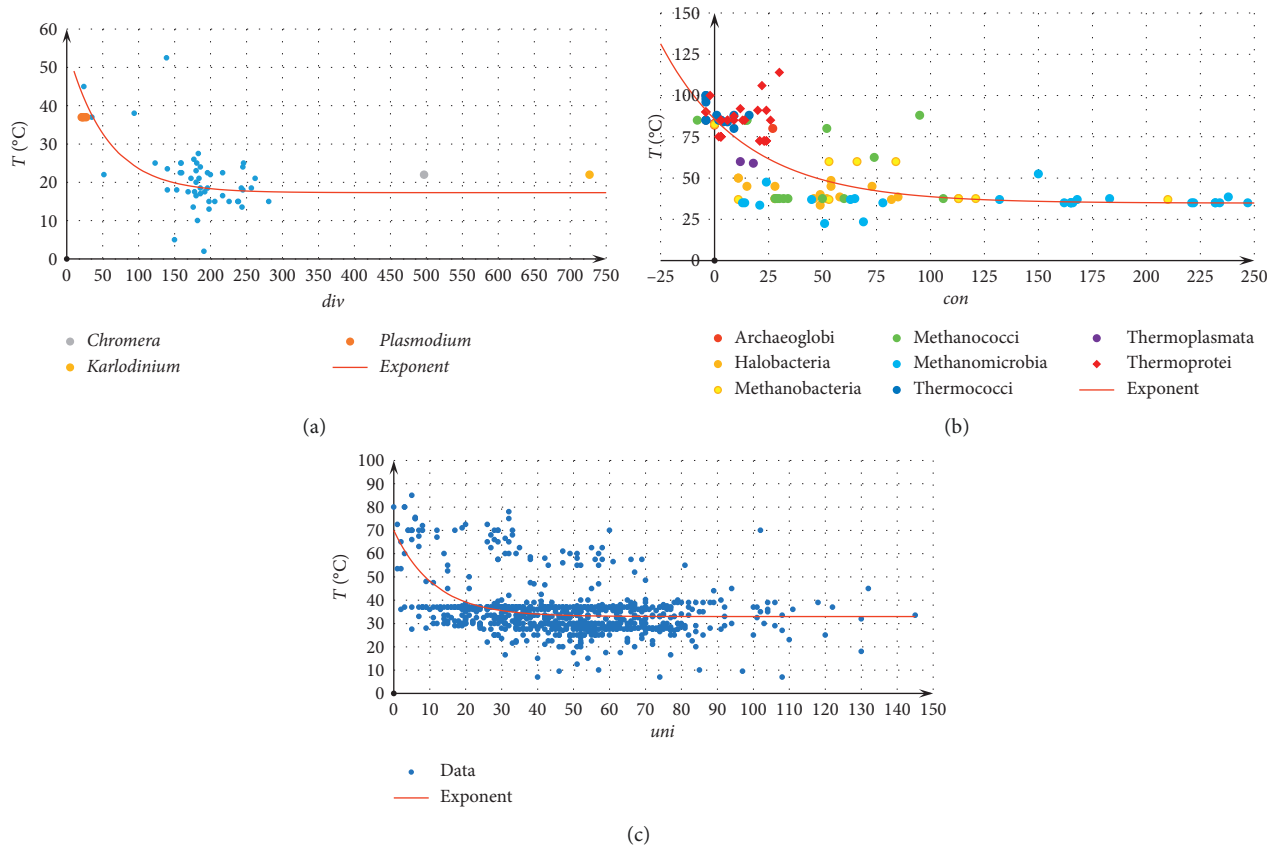 60
50
40
30
20
10
0
T (°C)
0 50 100 150 200 250 300 350 400 450 500 550 600 650 700 750
div
Chromera
Plasmodium
Karlodinium
Exponent
(a)
150
125
100
75
50
25
T (°C)
–25 0 25 50 75 100 125 150 175 200 225 250
con
Archaeoglobi
Methanococci
Thermoplasmata
Halobacteria
Methanomicrobia
Thermoprotei
Methanobacteria
Thermococci
Exponent
(b)
100
90
80
70
60
50
40
30
20
10
0
T (°C)
0 10 20 30 40 50 60 70 80 90 100 110 120 130 140 150
uni
Data
Exponent
(c)